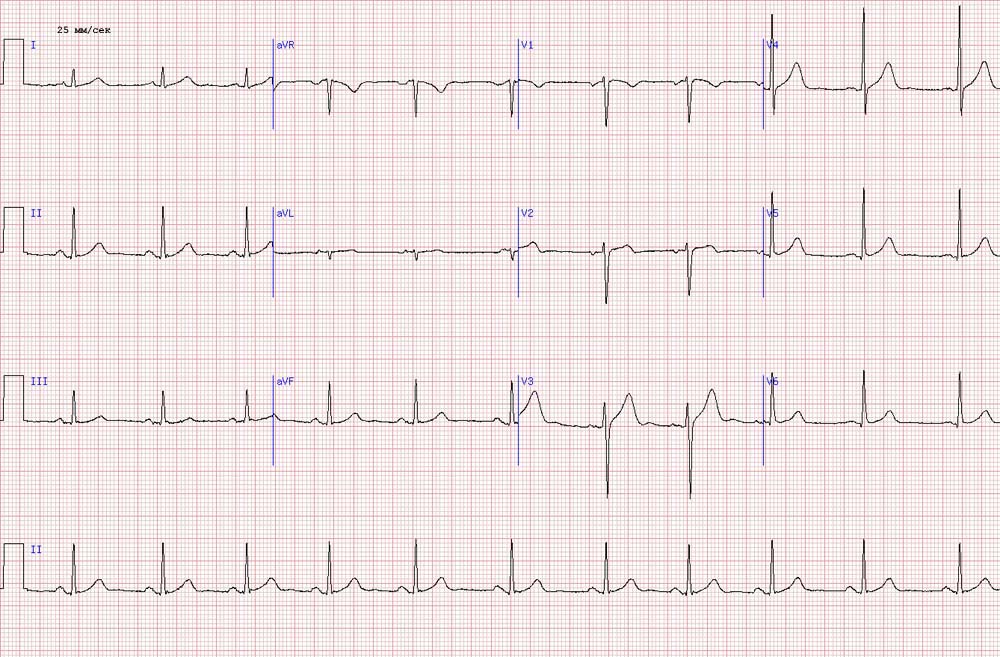 25 мм/сек
I aVR V1 V4
II aVL V2 V5
III aVF V3 V6
II